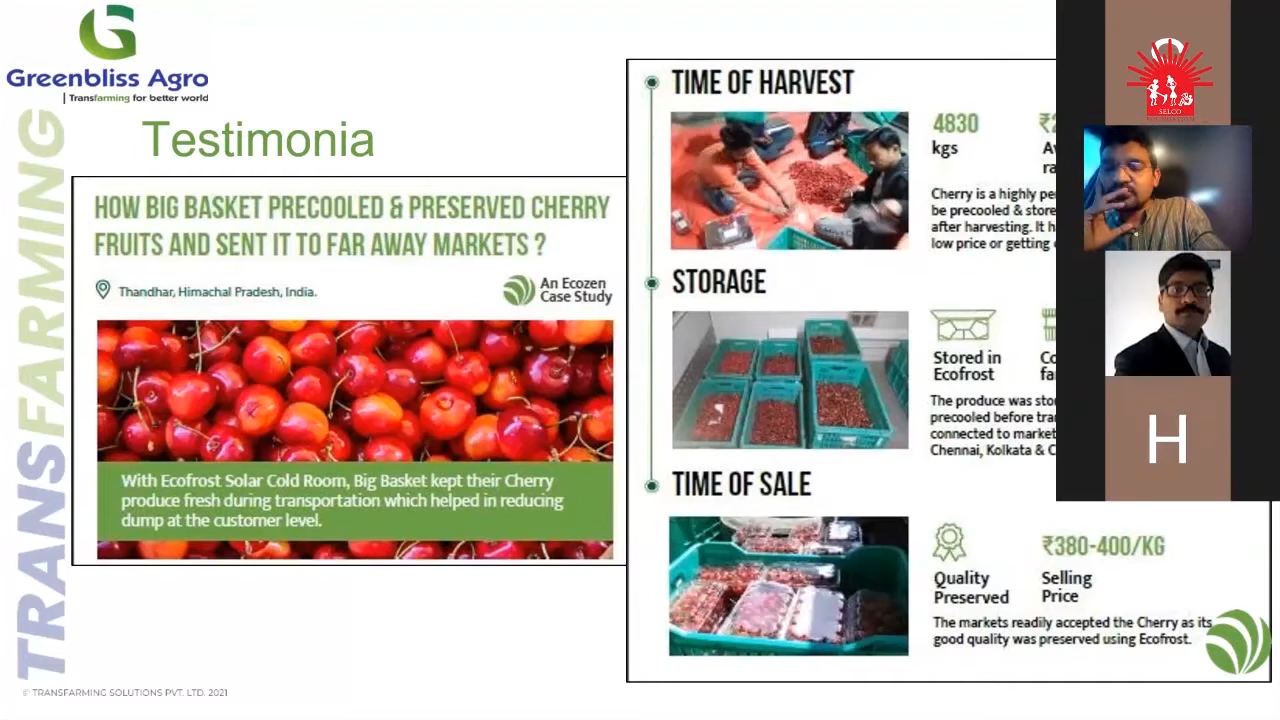 Greenbliss Agro
| Transfarming for better world
TRANSFARMING
Testimonia
HOW BIG BASKET PRECOOLED & PRESERVED CHERRY
FRUITS AND SENT IT TO FAR AWAY MARKETS ?
Thandhar, Himachal Pradesh, India.
An Ecozen
Case Study
With Ecofrost Solar Cold Room, Big Basket kept their Cherry
produce fresh during transportation which helped in reducing
dump at the customer level.
TIME OF HARVEST
4830
kgs
Cherry is a highly
be precooled &
after harvesting. It
low price or getting
STORAGE
Stored in
Ecofrost
The produce was
precooled before
connected to market
Chennai, Kolkata &
TIME OF SALE
Quality
Preserved
₹380-400/KG
Selling
Price
The markets readily accepted the Cherry as its
good quality was preserved using Ecofrost.
© TRANSFARMING SOLUTIONS PVT. LTD. 2021
SELCO
H